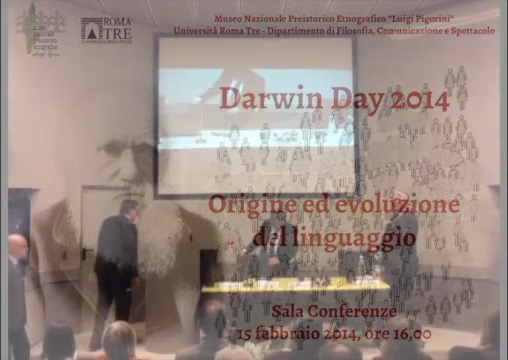 Museo Nazionale Preistorico Etnografico "Luigi Pigorini"
Università Roma Tre - Dipartimento di Filosofia, Comunicazione e Spettacolo
ROMA
TRE
Darwin Day 2014
Origine ed evoluzione
del linguaggio
Sala Conferenze
15 febbraio 2014, ore 16,00